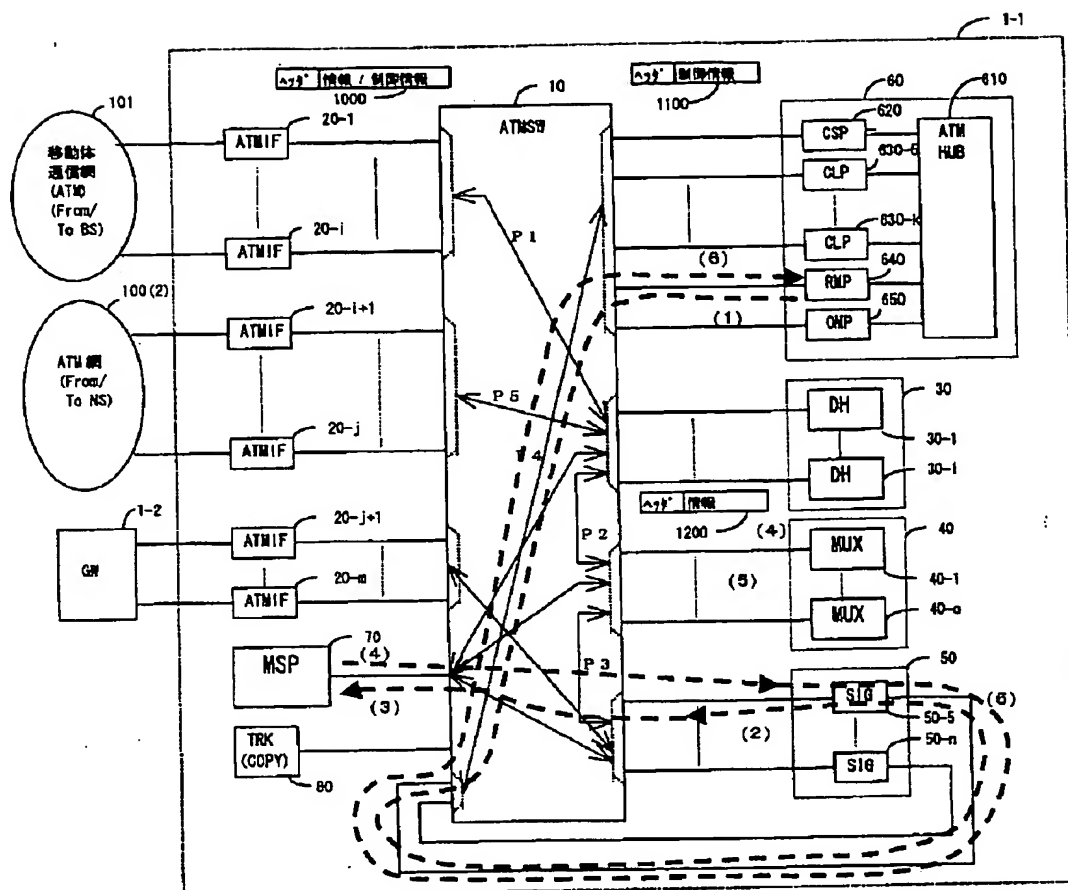 1-1
ヘッダ 情報 / 制御情報
1000
10
ヘッダ 制御情報
1100
60
610
101
移動体
通信網
(ATM)
(From/
To BS)
20-1
ATMIF
20-i
ATMIF
ATMSW
620
CSP
630-6
CLP
630-k
CLP
ATM
HUB
P1
(6)
RMP
640
650
(1)
OMP
100(2)
ATM網
(From/
To NS)
20-i+1
ATMIF
20-j
ATMIF
P5
P4
30
DH
30-1
DH
30-l
ヘッダ 情報
1200
1-2
GW
20-j+1
ATMIF
20-m
ATMIF
P2
(4)
40
MUX
40-1
(5)
MUX
40-o
70
MSP
(4)
(3)
P3
50
SIG
(6)
50-5
(2)
50-n
SIG
TRK
(COPY)
80